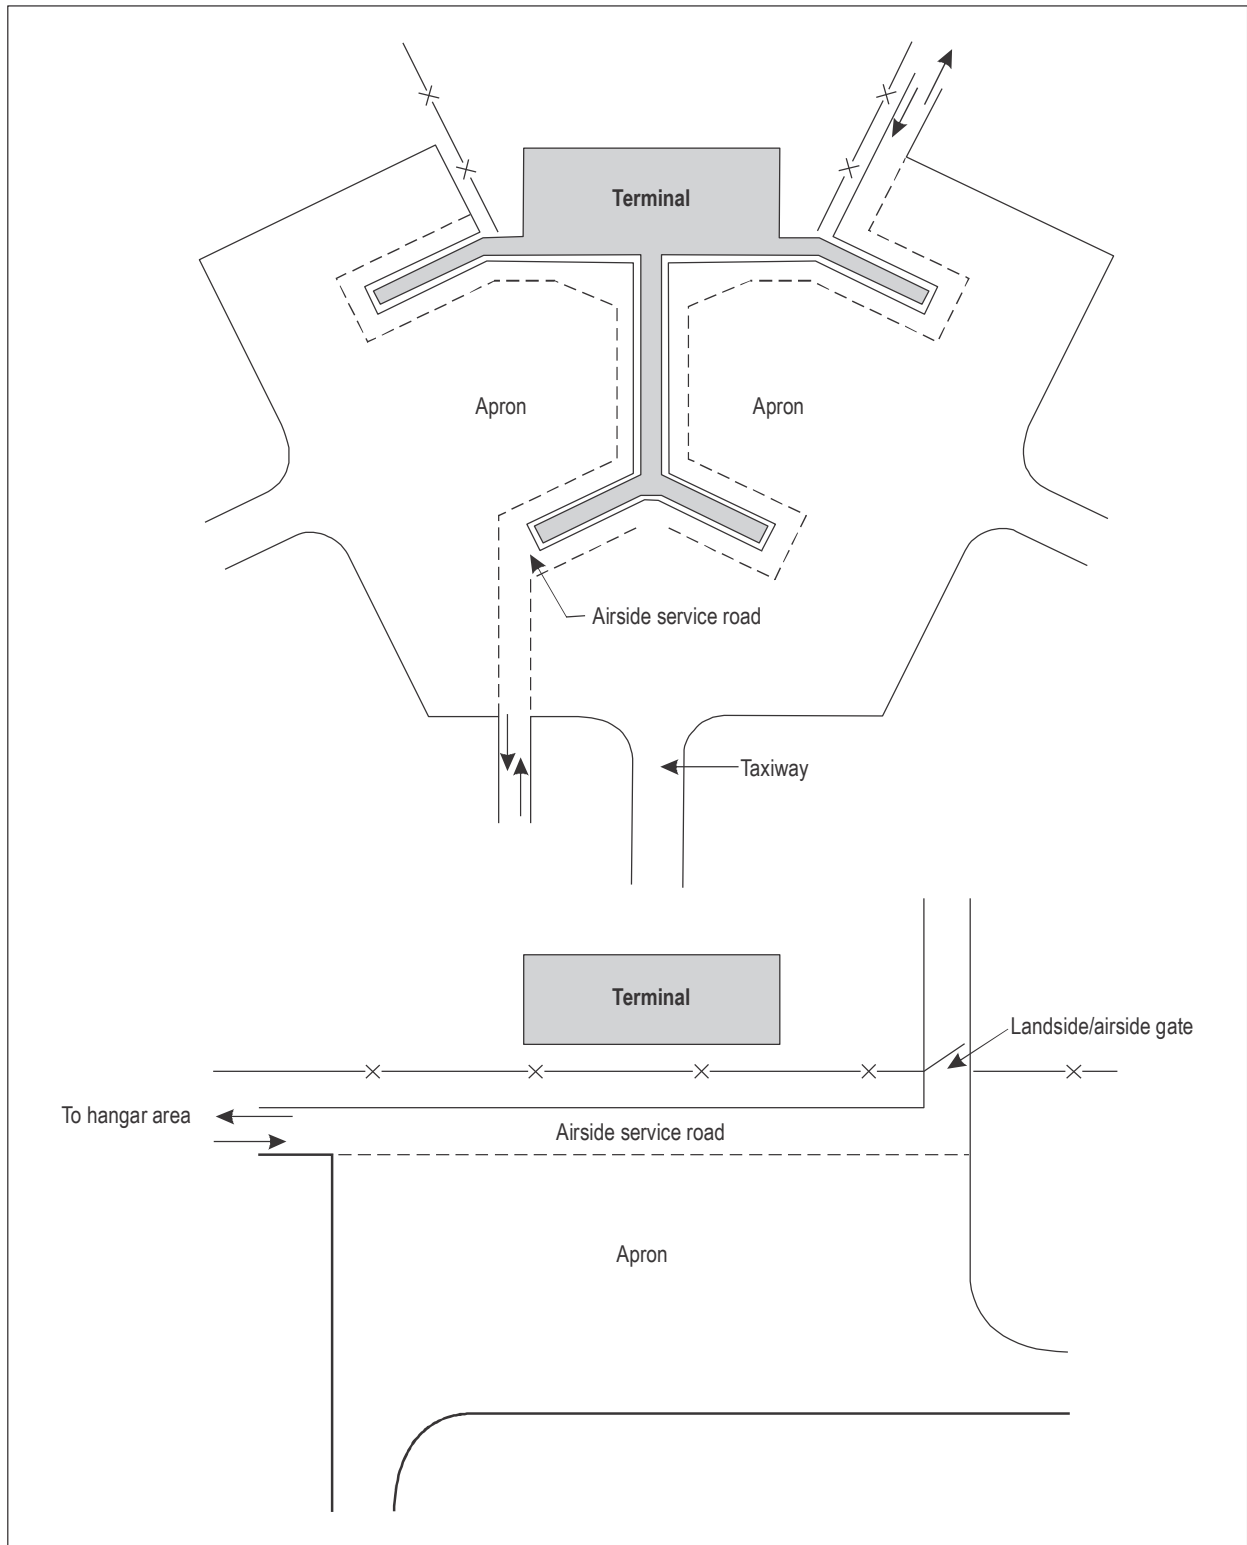 Terminal
Apron
Apron
Airside service road
Taxiway
Terminal
Landside/airside gate
To hangar area
Airside service road
Apron